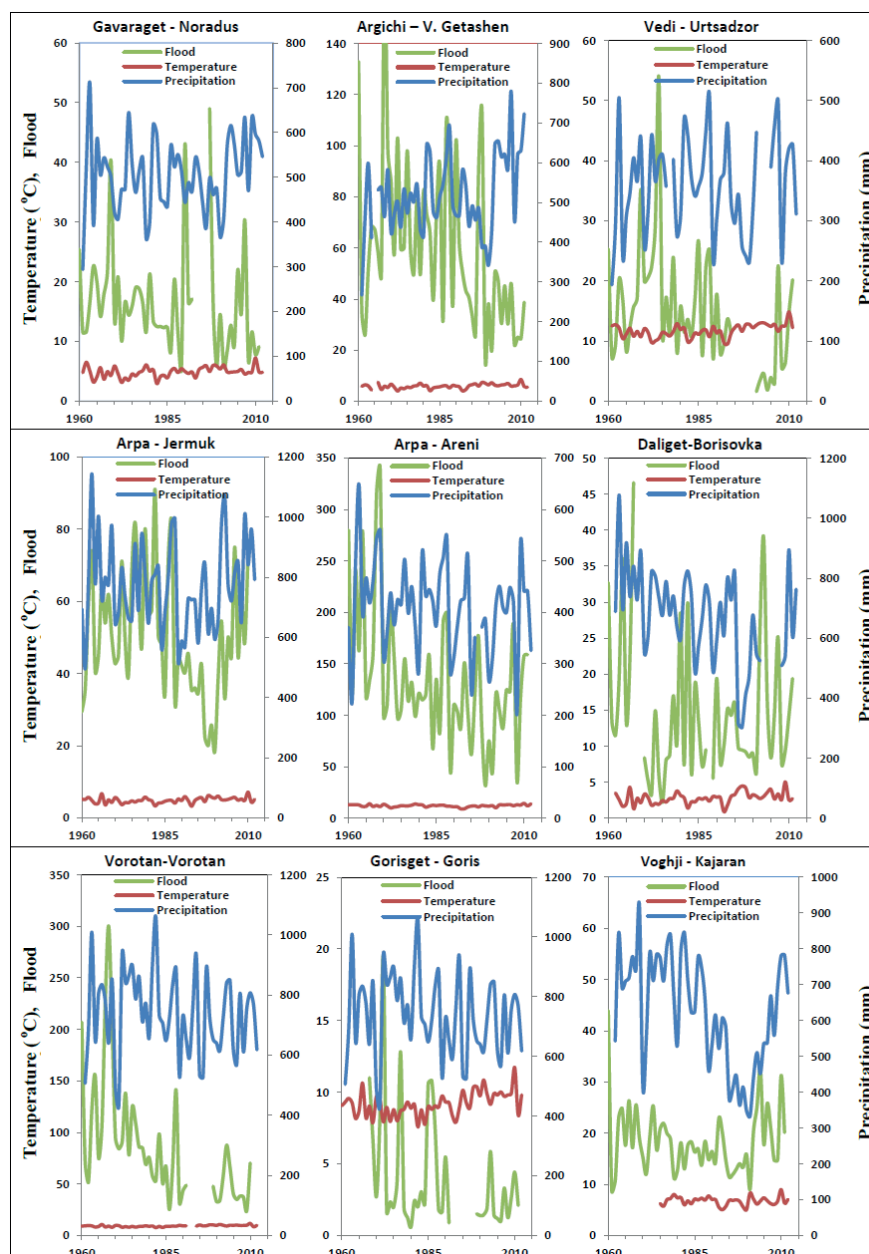 Gavaraget - Noradus
Argichi – V. Getashen
Vedi - Urtsadzor
Temperature ( °C), Flood
Precipitation (mm)
60 50 40 30 20 10 0
Flood
Temperature
Precipitation
800 700 600 500 400 300 200 100 0
1960 1985 2010
140 120 100 80 60 40 20 0
Flood
Temperature
Precipitation
900 800 700 600 500 400 300 200 100 0
1960 1985 2010
60 50 40 30 20 10 0
Flood
Temperature
Precipitation
600 500 400 300 200 100 0
1960 1985 2010
Arpa - Jermuk
Arpa - Areni
Daliget-Borisovka
Temperature ( °C), Flood
Precipitation (mm)
100 80 60 40 20 0
Flood
Temperature
Precipitation
1200 1000 800 600 400 200 0
1960 1985 2010
350 300 250 200 150 100 50 0
Flood
Temperature
Precipitation
700 600 500 400 300 200 100 0
1960 1985 2010
50 45 40 35 30 25 20 15 10 5 0
Flood
Temperature
Precipitation
1200 1000 800 600 400 200 0
1960 1985 2010
Vorotan-Vorotan
Gorisget - Goris
Voghji - Kajaran
Temperature ( °C), Flood
Precipitation (mm)
350 300 250 200 150 100 50 0
Flood
Temperature
Precipitation
1200 1000 800 600 400 200 0
1960 1985 2010
25 20 15 10 5 0
Flood
Temperature
Precipitation
1200 1000 800 600 400 200 0
1960 1985 2010
70 60 50 40 30 20 10 0
Flood
Temperature
Precipitation
1000 900 800 700 600 500 400 300 200 100 0
1960 1985 2010